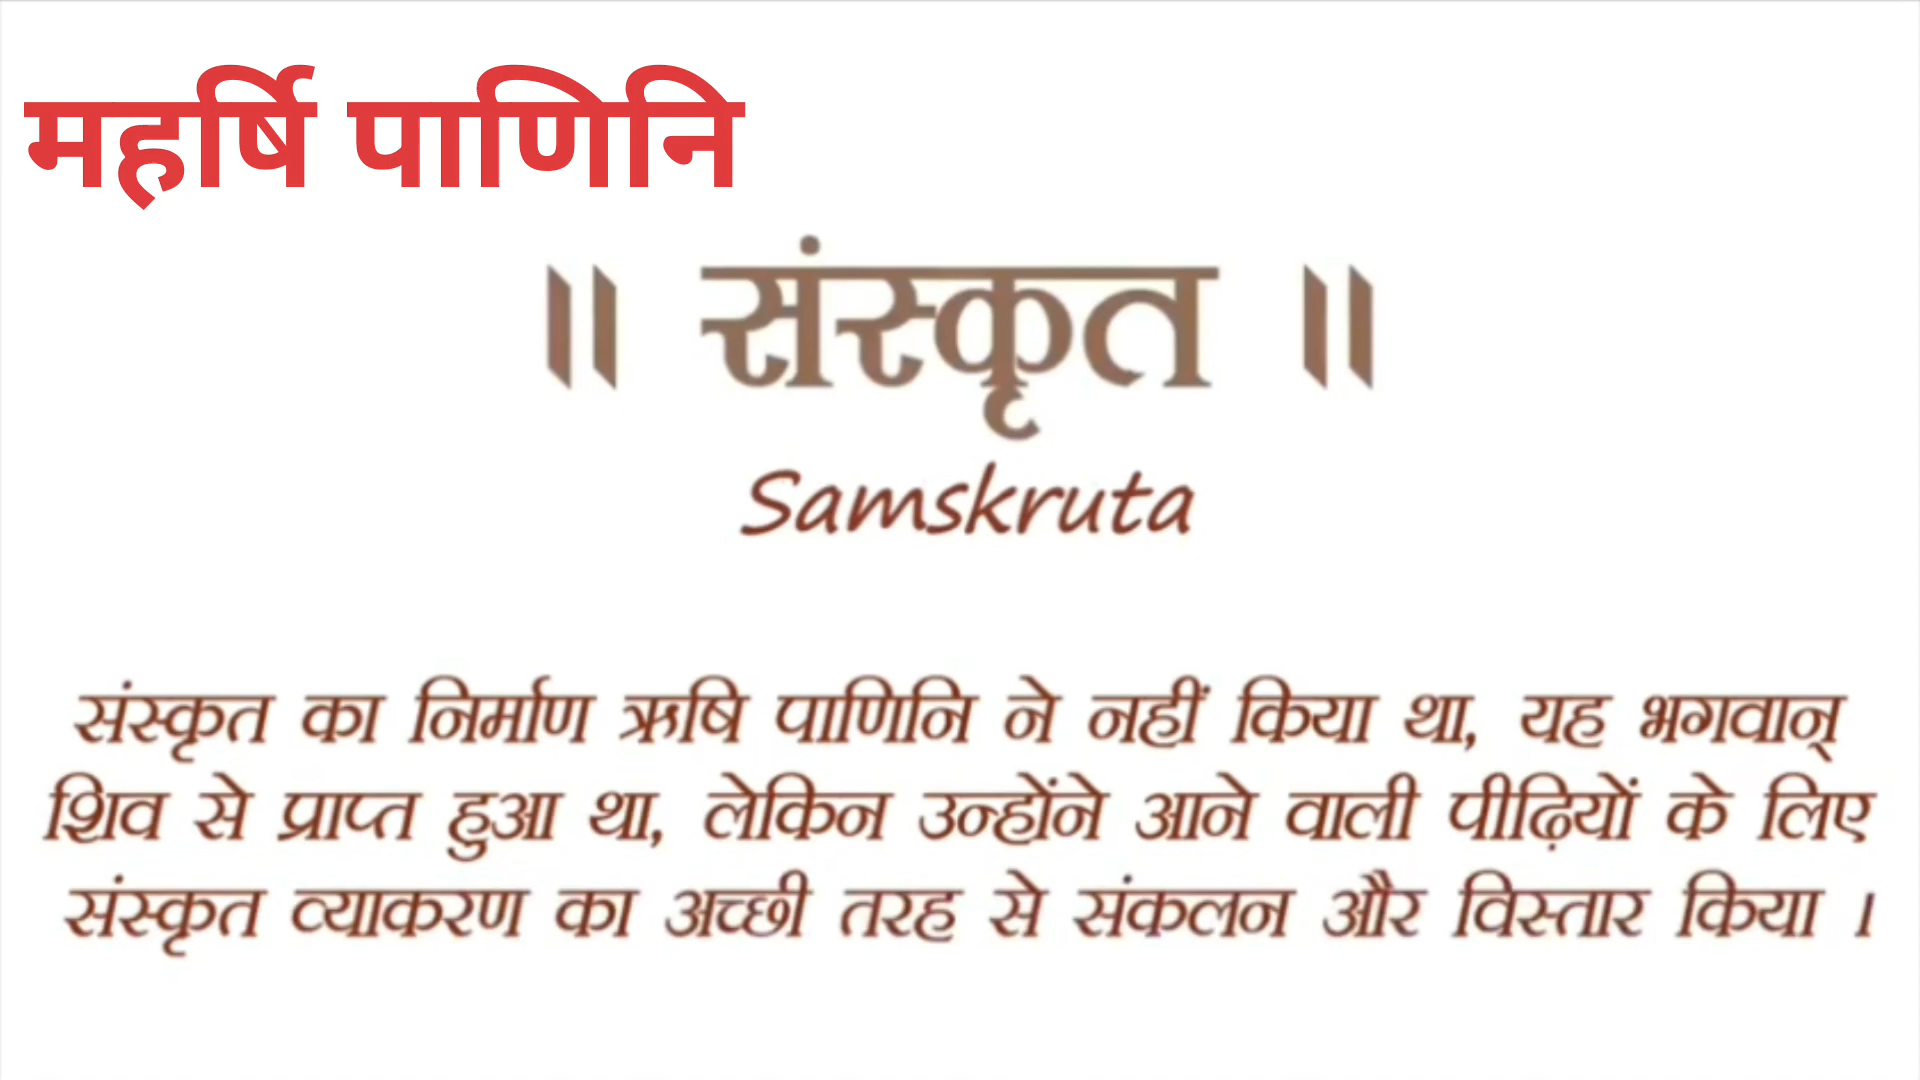 महर्षि पाणिनि
॥ संस्कृत ॥
Samskruta
संस्कृत का निर्माण ऋषि पाणिनि ने नहीं किया था, यह भगवान्
शिव से प्राप्त हुआ था, लेकिन उन्होंने आने वाली पीढ़ियों के लिए
संस्कृत व्याकरण का अच्छी तरह से संकलन और विस्तार किया ।